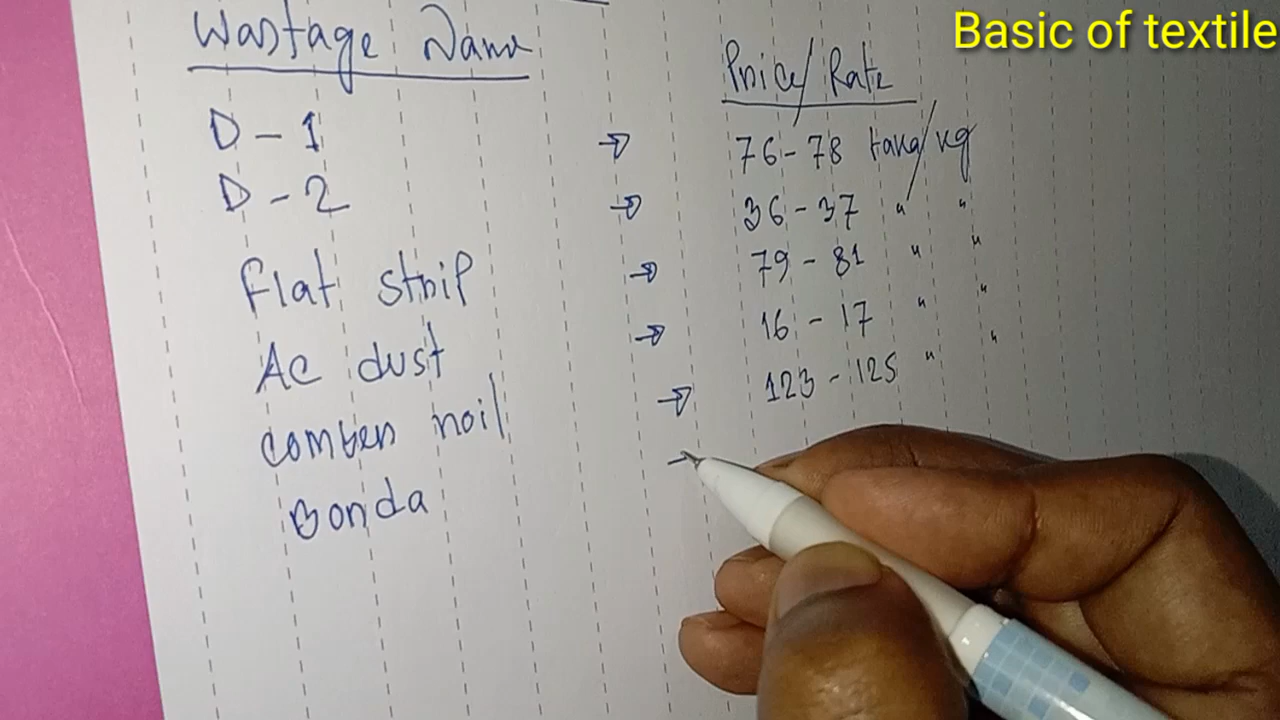 Basic of textile
Wastage Name Price/Rate
D-1 → 76-78 taka/kg
D-2 → 36-37 " "
Flat strip → 79-81 " "
AC dust → 16-17 " "
comber noil → 123-125 " "
Bonda